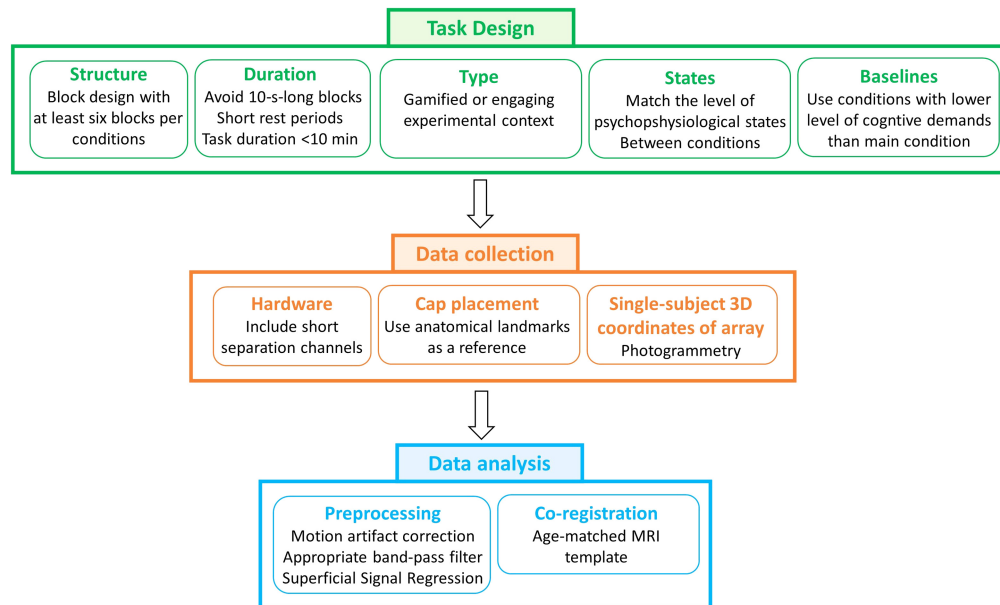 Task Design
Structure
Block design with
at least six blocks per
conditions
Duration
Avoid 10-s-long blocks
Short rest periods
Task duration <10 min
Type
Gamified or engaging
experimental context
States
Match the level of
psychopshysiological states
Between conditions
Baselines
Use conditions with lower
level of cogntive demands
than main condition
Data collection
Hardware
Include short
separation channels
Cap placement
Use anatomical landmarks
as a reference
Single-subject 3D
coordinates of array
Photogrammetry
Data analysis
Preprocessing
Motion artifact correction
Appropriate band-pass filter
Superficial Signal Regression
Co-registration
Age-matched MRI
template